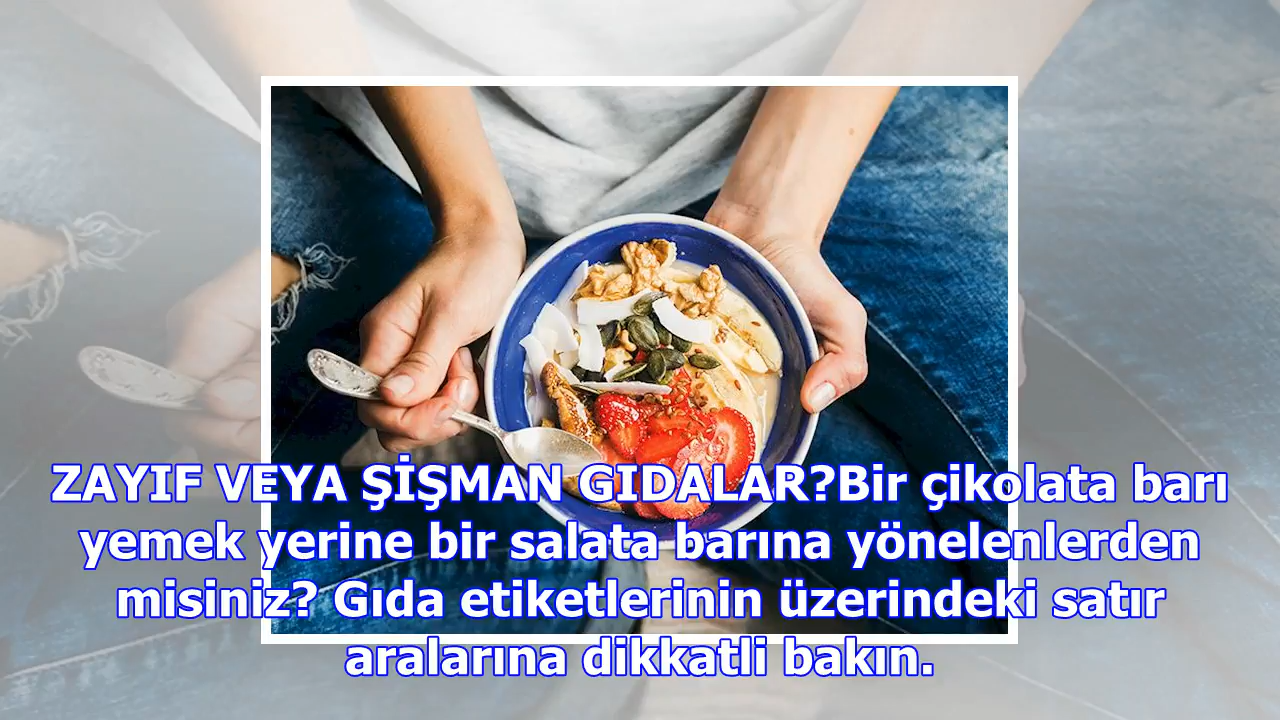 ZAYIF VEYA ŞİŞMAN GIDALAR?Bir çikolata barı
yemek yerine bir salata barına yönelenlerden
misiniz? Gıda etiketlerinin üzerindeki satır
aralarına dikkatli bakın.